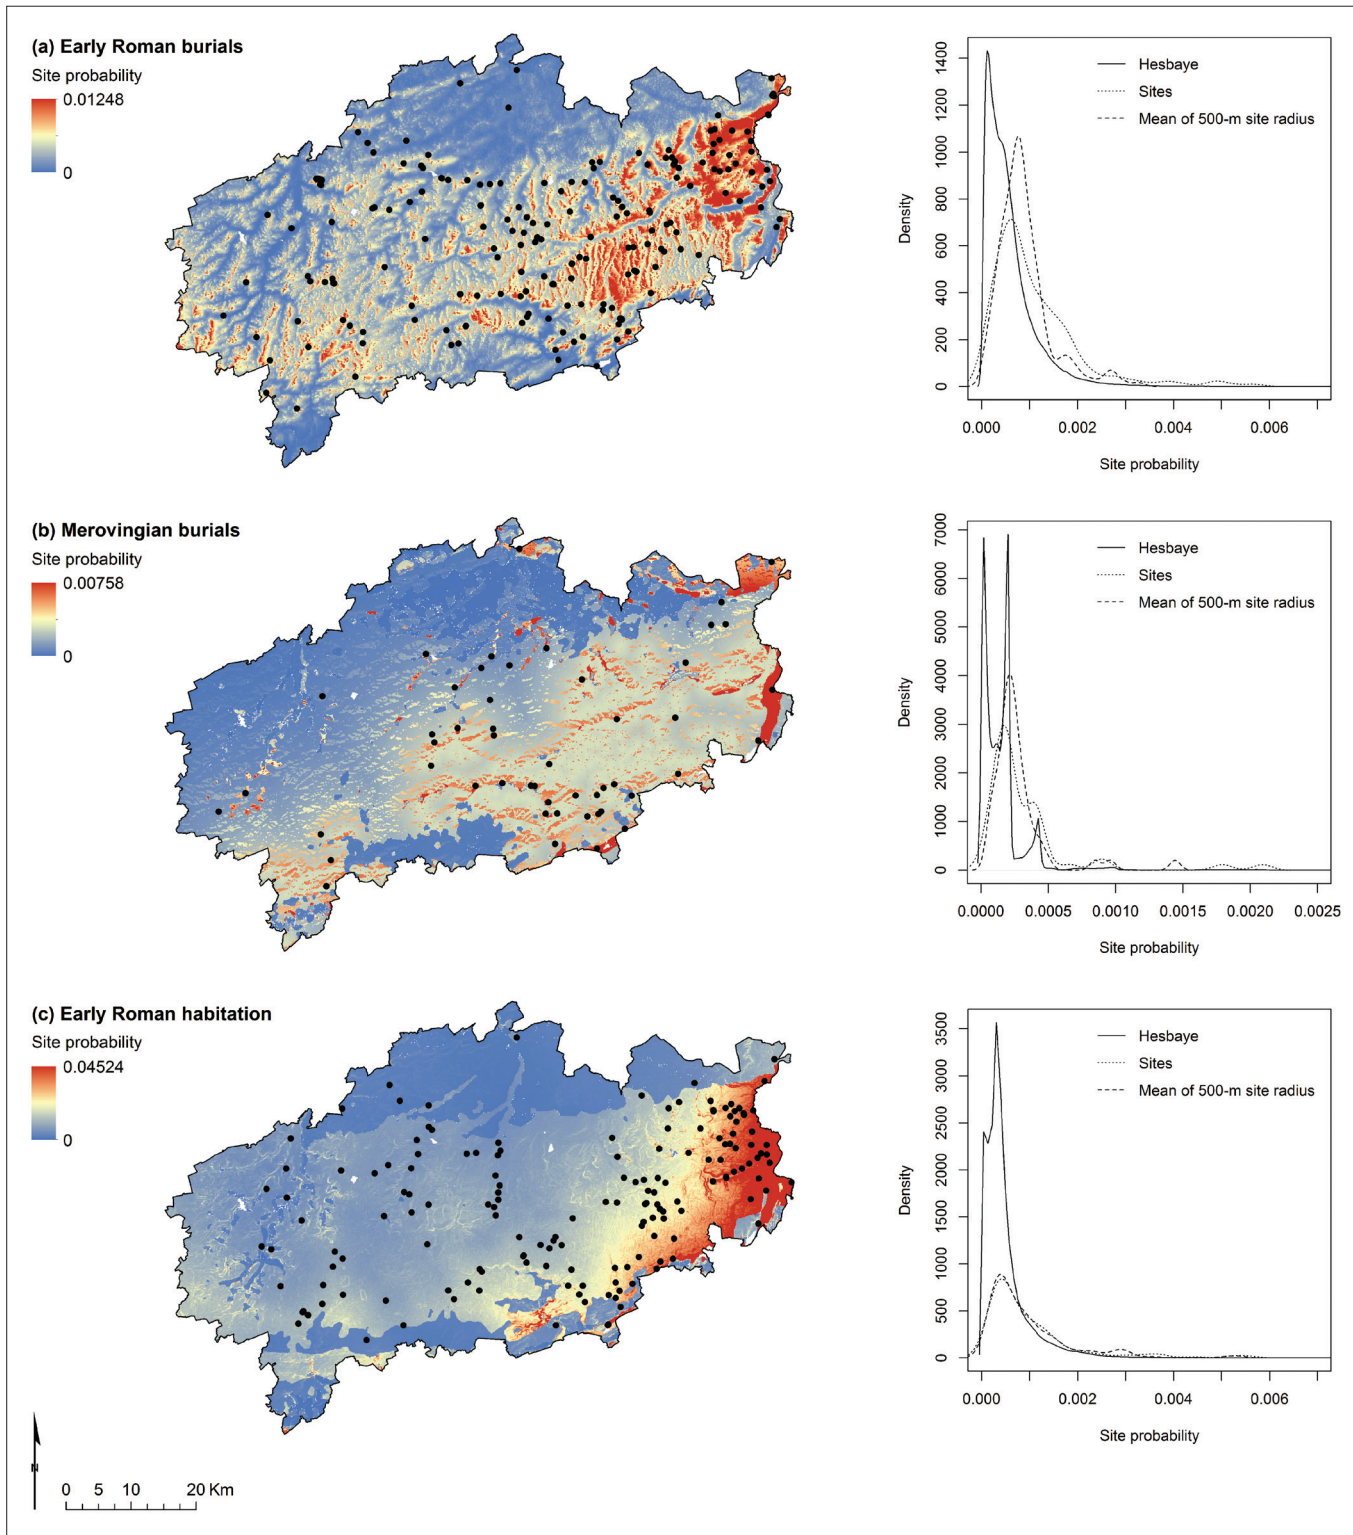 (a) Early Roman burials
Site probability
0.01248
0
Hesbaye
Sites
Mean of 500-m site radius
Density
0
200
400
600
800
1000
1200
1400
0.000 0.002 0.004 0.006
Site probability
(b) Merovingian burials
Site probability
0.00758
0
Hesbaye
Sites
Mean of 500-m site radius
Density
0
1000
2000
3000
4000
5000
6000
7000
0.0000 0.0005 0.0010 0.0015 0.0020 0.0025
Site probability
(c) Early Roman habitation
Site probability
0.04524
0
Hesbaye
Sites
Mean of 500-m site radius
Density
0
500
1000
1500
2000
2500
3000
3500
0.000 0.002 0.004 0.006
Site probability
N
0 5 10 20 Km